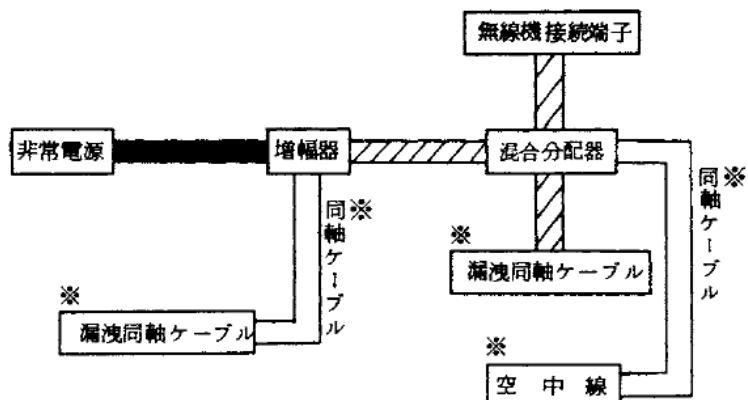 無線機接続端子
非常電源
増幅器
混合分配器
※
同軸ケーブル
※
同軸ケーブル
※
漏洩同軸ケーブル
※
漏洩同軸ケーブル
※
空中線